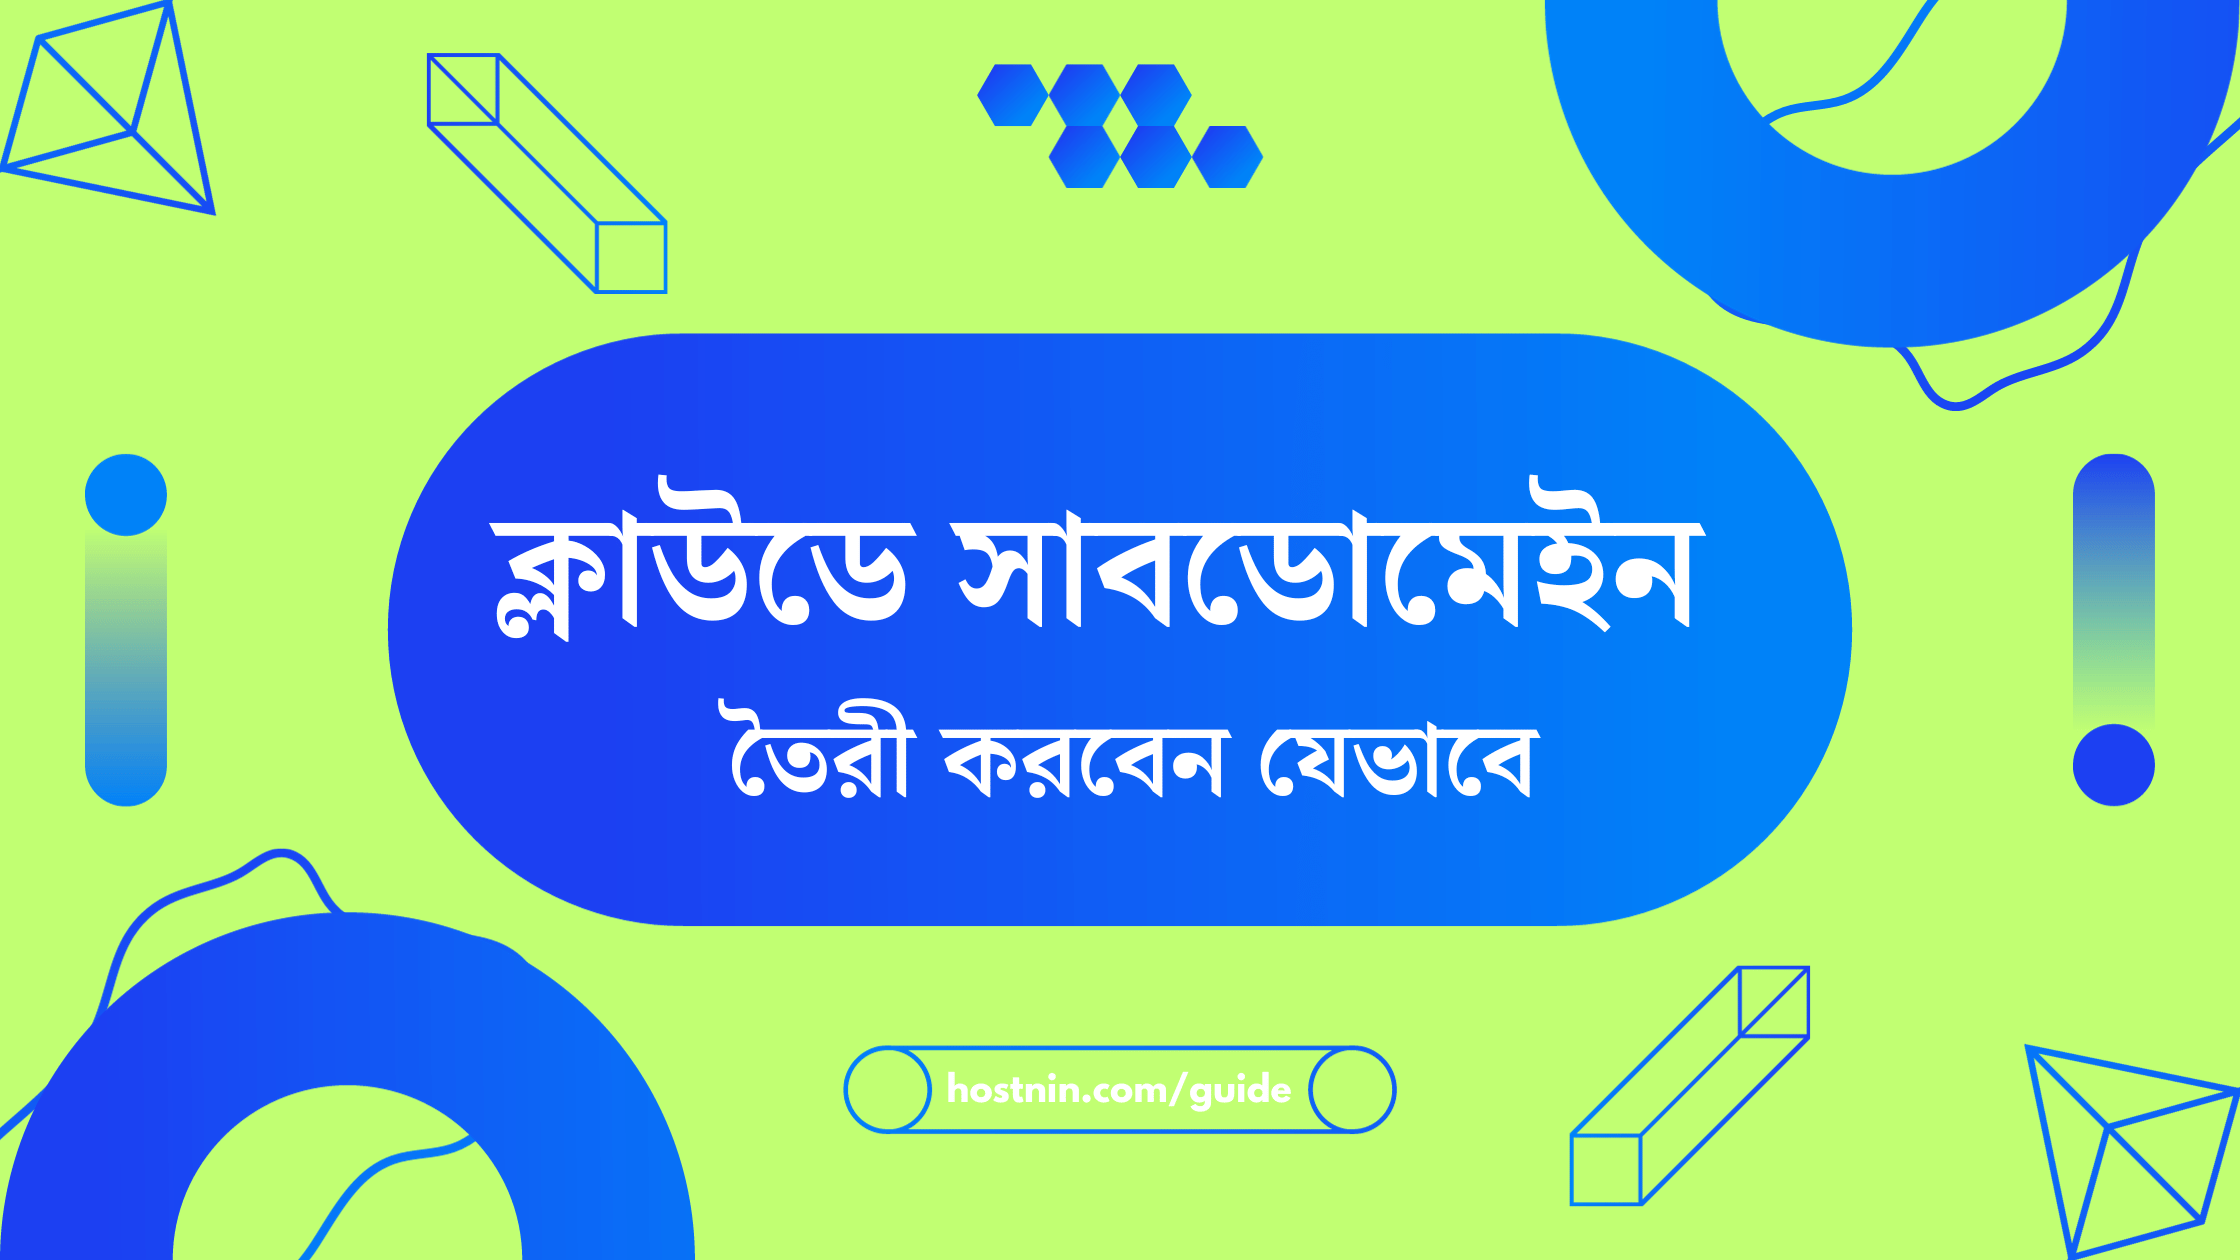 ক্লাউডে সাবডোমেইন
তৈরী করবেন যেভাবে
hostnin.com/guide